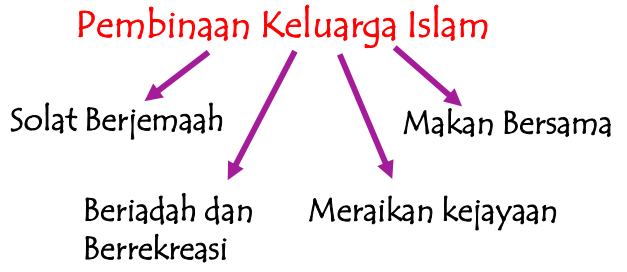 Pembinaan Keluarga Islam
Solat Berjemaah
Makan Bersama
Beriadah dan
Berrekreasi
Meraikan kejayaan